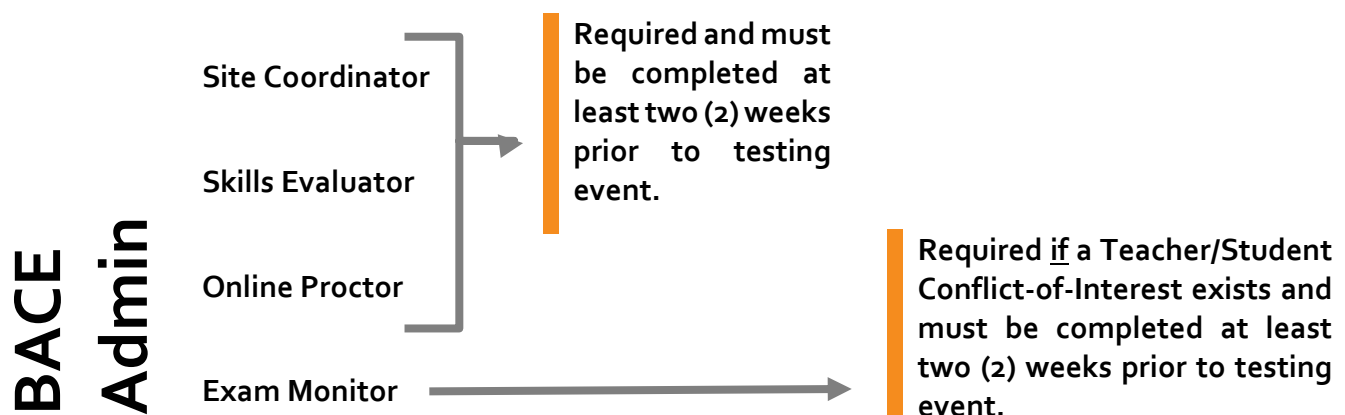 BACE
Admin
Site Coordinator
Skills Evaluator
Online Proctor
Exam Monitor
Required and must
be completed at
least two (2) weeks
prior to testing
event.
Required if a Teacher/Student
Conflict-of-Interest exists and
must be completed at least
two (2) weeks prior to testing
event.